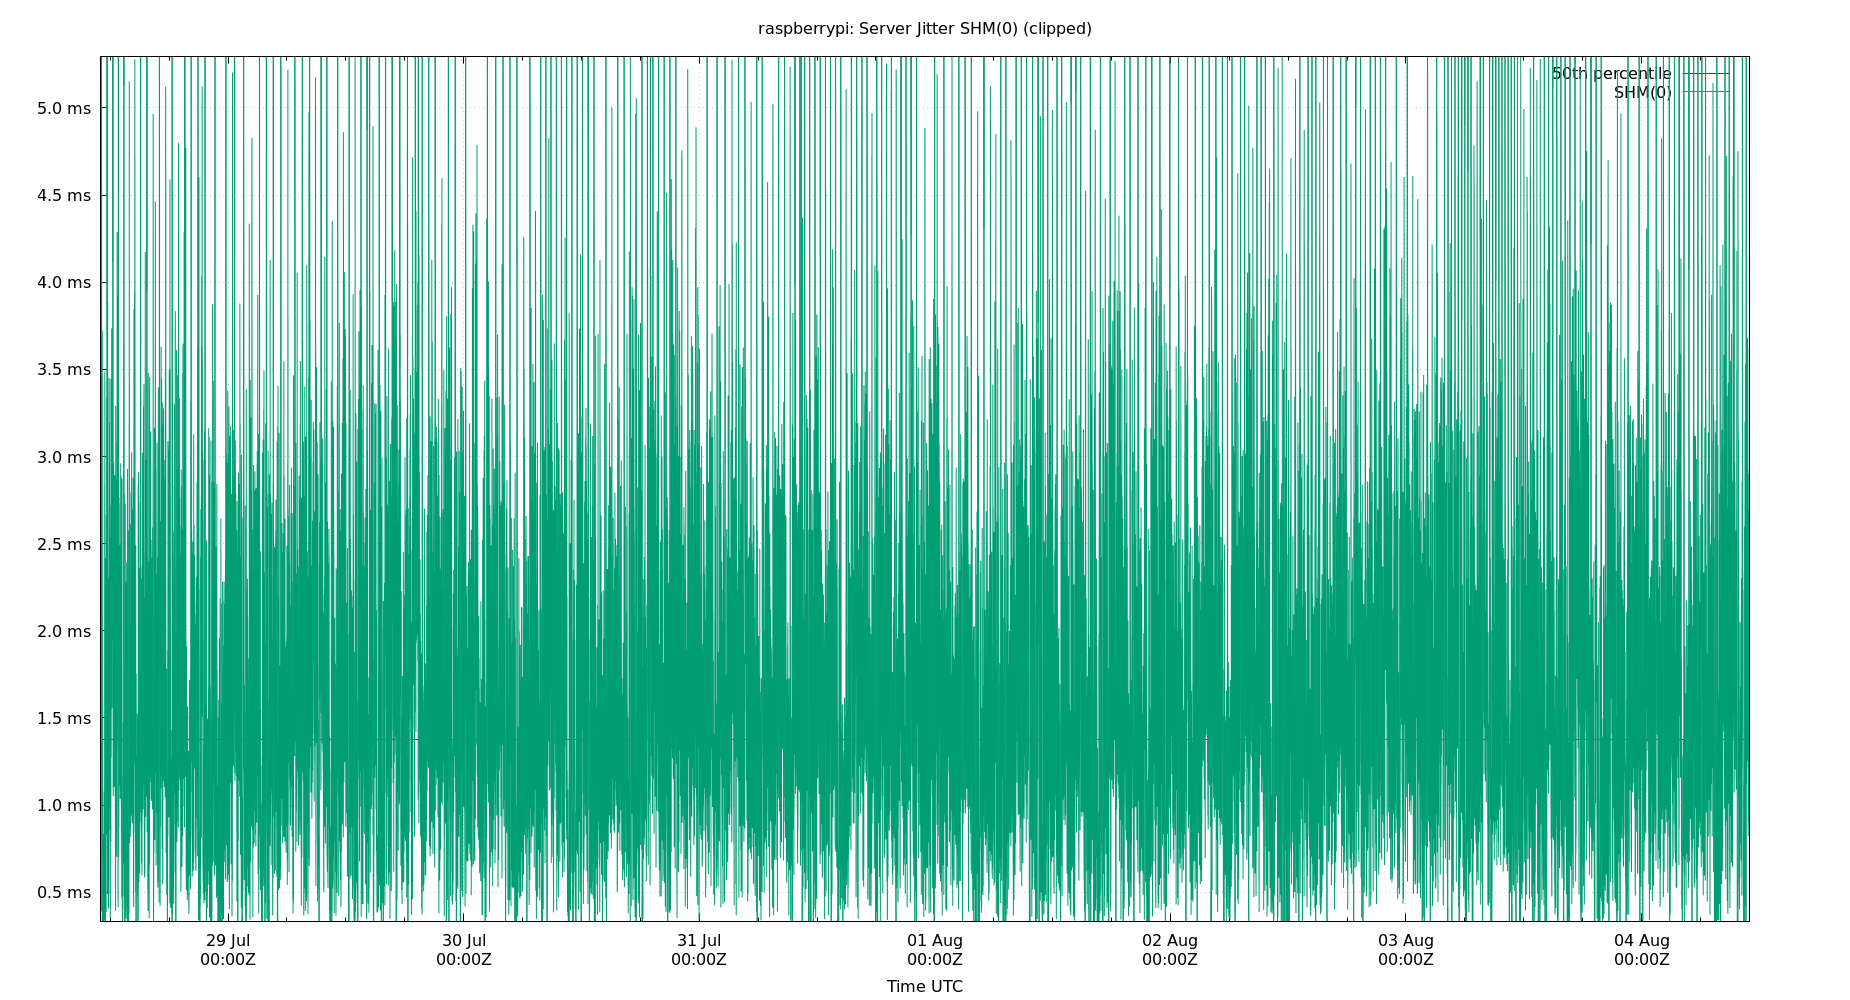 raspberrypi: Server Jitter SHM(0) (clipped)
50th percentile
SHM(0)
5.0 ms
4.5 ms
4.0 ms
3.5 ms
3.0 ms
2.5 ms
2.0 ms
1.5 ms
1.0 ms
0.5 ms
29 Jul 30 Jul 31 Jul 01 Aug 02 Aug 03 Aug 04 Aug
00:00Z 00:00Z 00:00Z 00:00Z 00:00Z 00:00Z 00:00Z
Time UTC